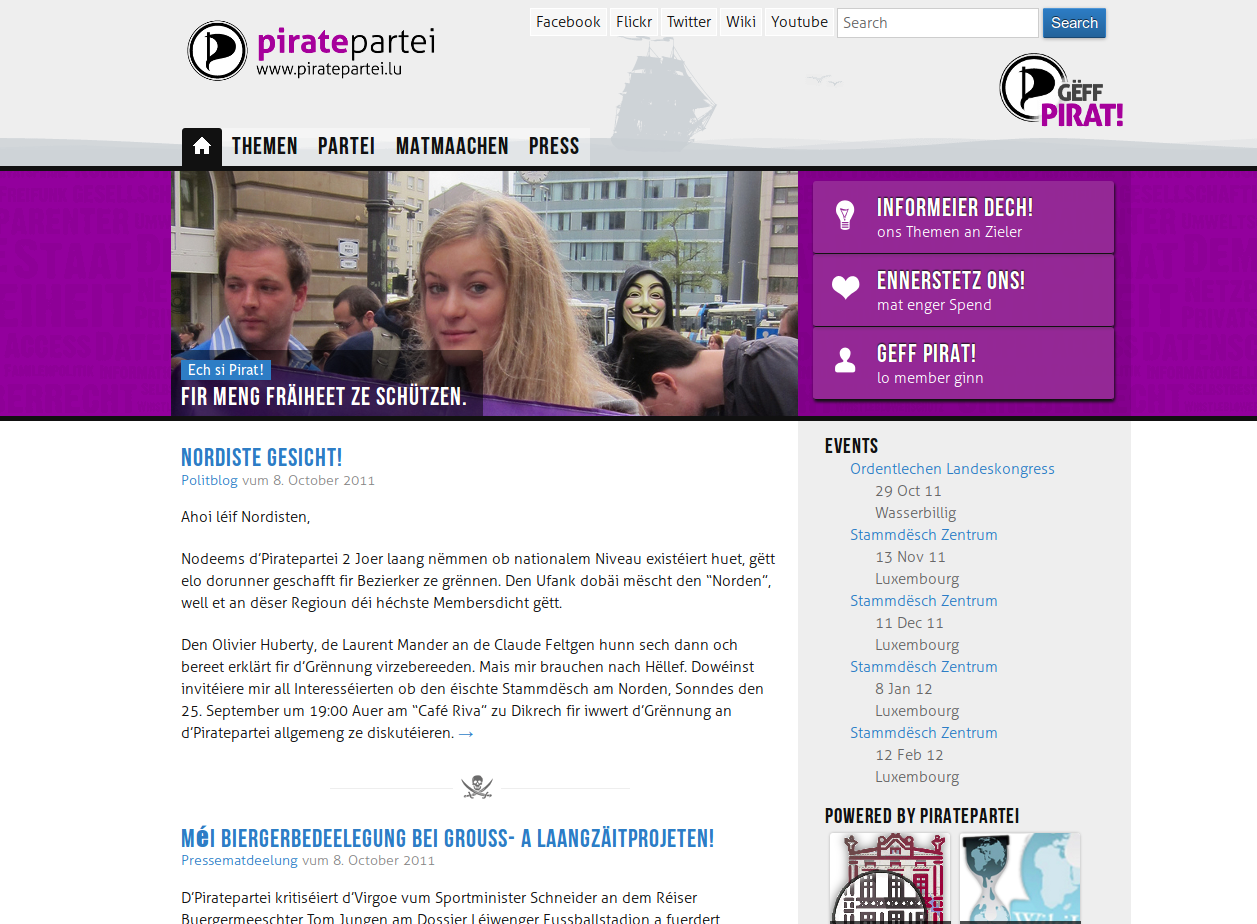 Facebook Flickr Twitter Wiki Youtube Search Search
piratepartei
www.piratepartei.lu
GËFF
PIRAT!
THEMEN PARTEI MATMAACHEN PRESS
INFORMEIER DECH!
ons Themen an Zieler
ENNERSTETZ ONS!
mat enger Spend
GEFF PIRAT!
lo member ginn
Ech si Pirat!
FIR MENG FRÄIHEET ZE SCHÜTZEN.
NORDISTE GESICHT!
Politblog vum 8. October 2011
Ahoi léif Nordisten,
Nodeems d’Piratepartei 2 Joer laang nëmmen ob nationalem Niveau existéiert huet, gëtt
elo dorunner geschafft fir Bezierker ze grënnen. Den Ufank dobäi mëscht den “Norden”,
well et an dëser Regioun déi héchste Membersdicht gëtt.
Den Olivier Huberty, de Laurent Mander an de Claude Feltgen hunn sech dann och
bereet erklärt fir d’Grënnung virzebereeden. Mais mir brauchen nach Hëllef. Dowéinst
invitéiere mir all Interesséierten ob den éischte Stammdësch am Norden, Sonndes den
25. September um 19:00 Auer am “Café Riva” zu Dikrech fir iwwert d’Grënnung an
d’Piratepartei allgemeng ze diskutéieren. →
MéI BIERGERBEDEELEGUNG BEI GROUSS- A LAANGZÄITPROJETEN!
Pressematdeelung vum 8. October 2011
D’Piratepartei kritiséiert d’Virgoe vum Sportminister Schneider an dem Réiser
Buergermeeschter Tom Jungen am Dossier Léiwenger Fussballstadion a fuerdert
EVENTS
Ordentlechen Landeskongress
29 Oct 11
Wasserbillig
Stammdësch Zentrum
13 Nov 11
Luxembourg
Stammdësch Zentrum
11 Dec 11
Luxembourg
Stammdësch Zentrum
8 Jan 12
Luxembourg
Stammdësch Zentrum
12 Feb 12
Luxembourg
POWERED BY PIRATEPARTEI